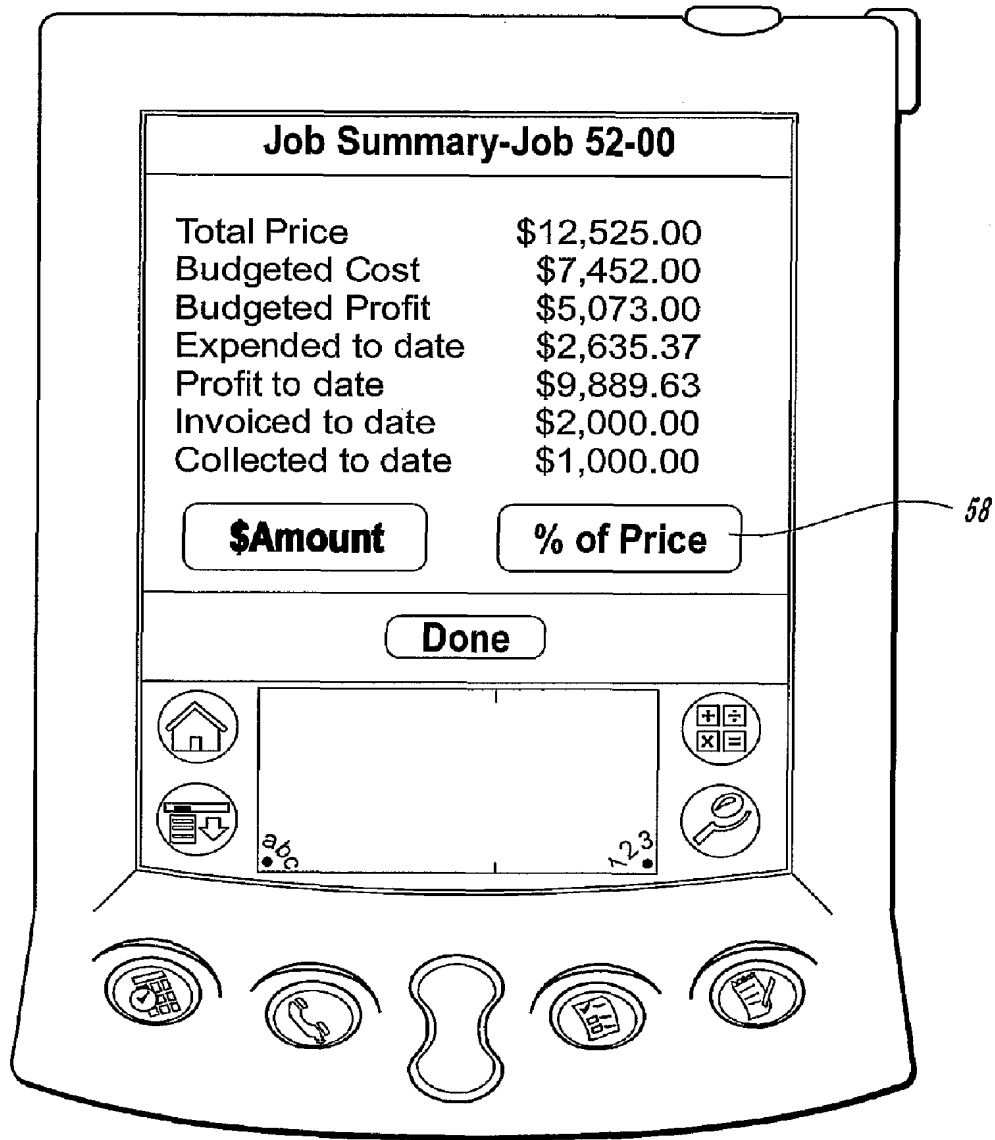 Job Summary-Job 52-00
Total Price $12,525.00
Budgeted Cost $7,452.00
Budgeted Profit $5,073.00
Expended to date $2,635.37
Profit to date $9,889.63
Invoiced to date $2,000.00
Collected to date $1,000.00
$Amount % of Price 58
Done
+ ÷
x =
abc 123